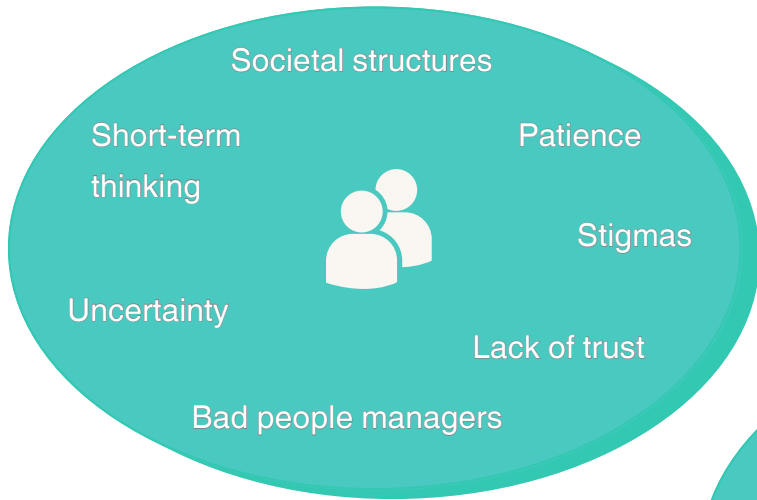 Societal structures
Short-term
thinking
Patience
Stigmas
Uncertainty
Lack of trust
Bad people managers